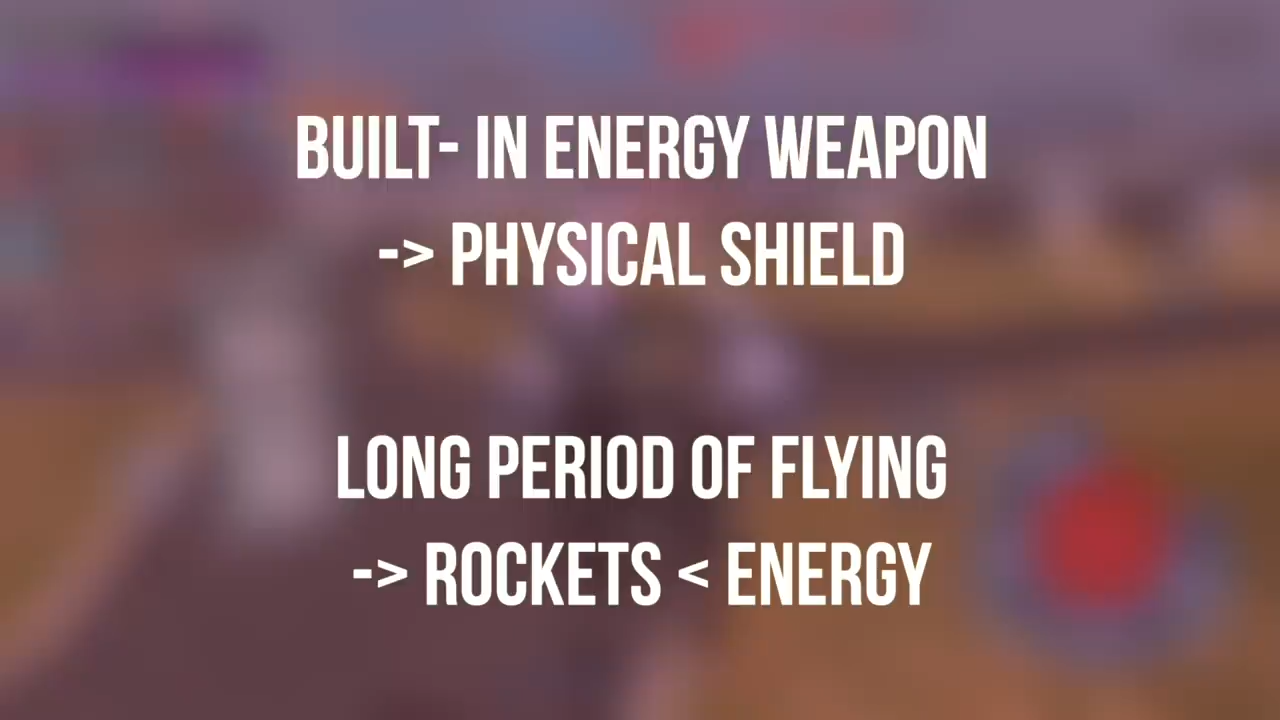 BUILT- IN ENERGY WEAPON
-> PHYSICAL SHIELD
LONG PERIOD OF FLYING
-> ROCKETS < ENERGY